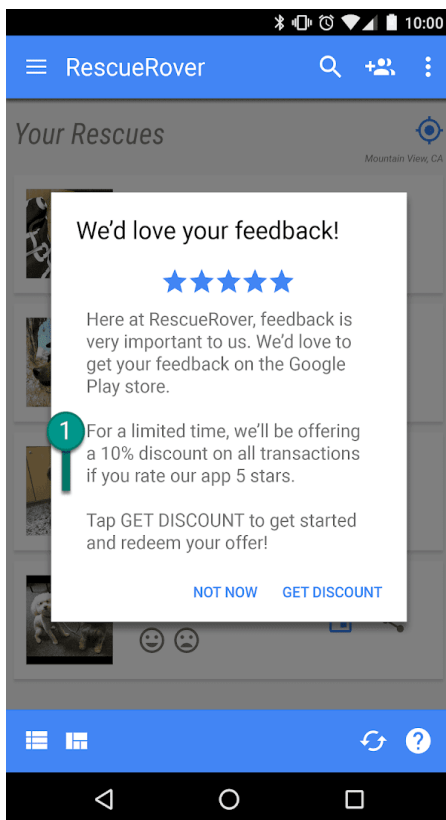 10:00
RescueRover
Your Rescues
Mountain View, CA
We'd love your feedback!
Here at RescueRover, feedback is
very important to us. We'd love to
get your feedback on the Google
Play store.
1
For a limited time, we'll be offering
a 10% discount on all transactions
if you rate our app 5 stars.
Tap GET DISCOUNT to get started
and redeem your offer!
NOT NOW GET DISCOUNT